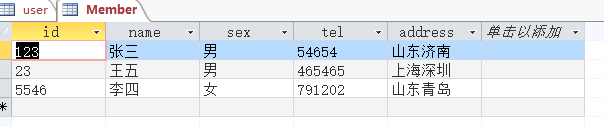 user Member
id name sex tel address 单击以添加
123 张三 男 54654 山东济南
23 王五 男 465465 上海深圳
5546 李四 女 791202 山东青岛
*